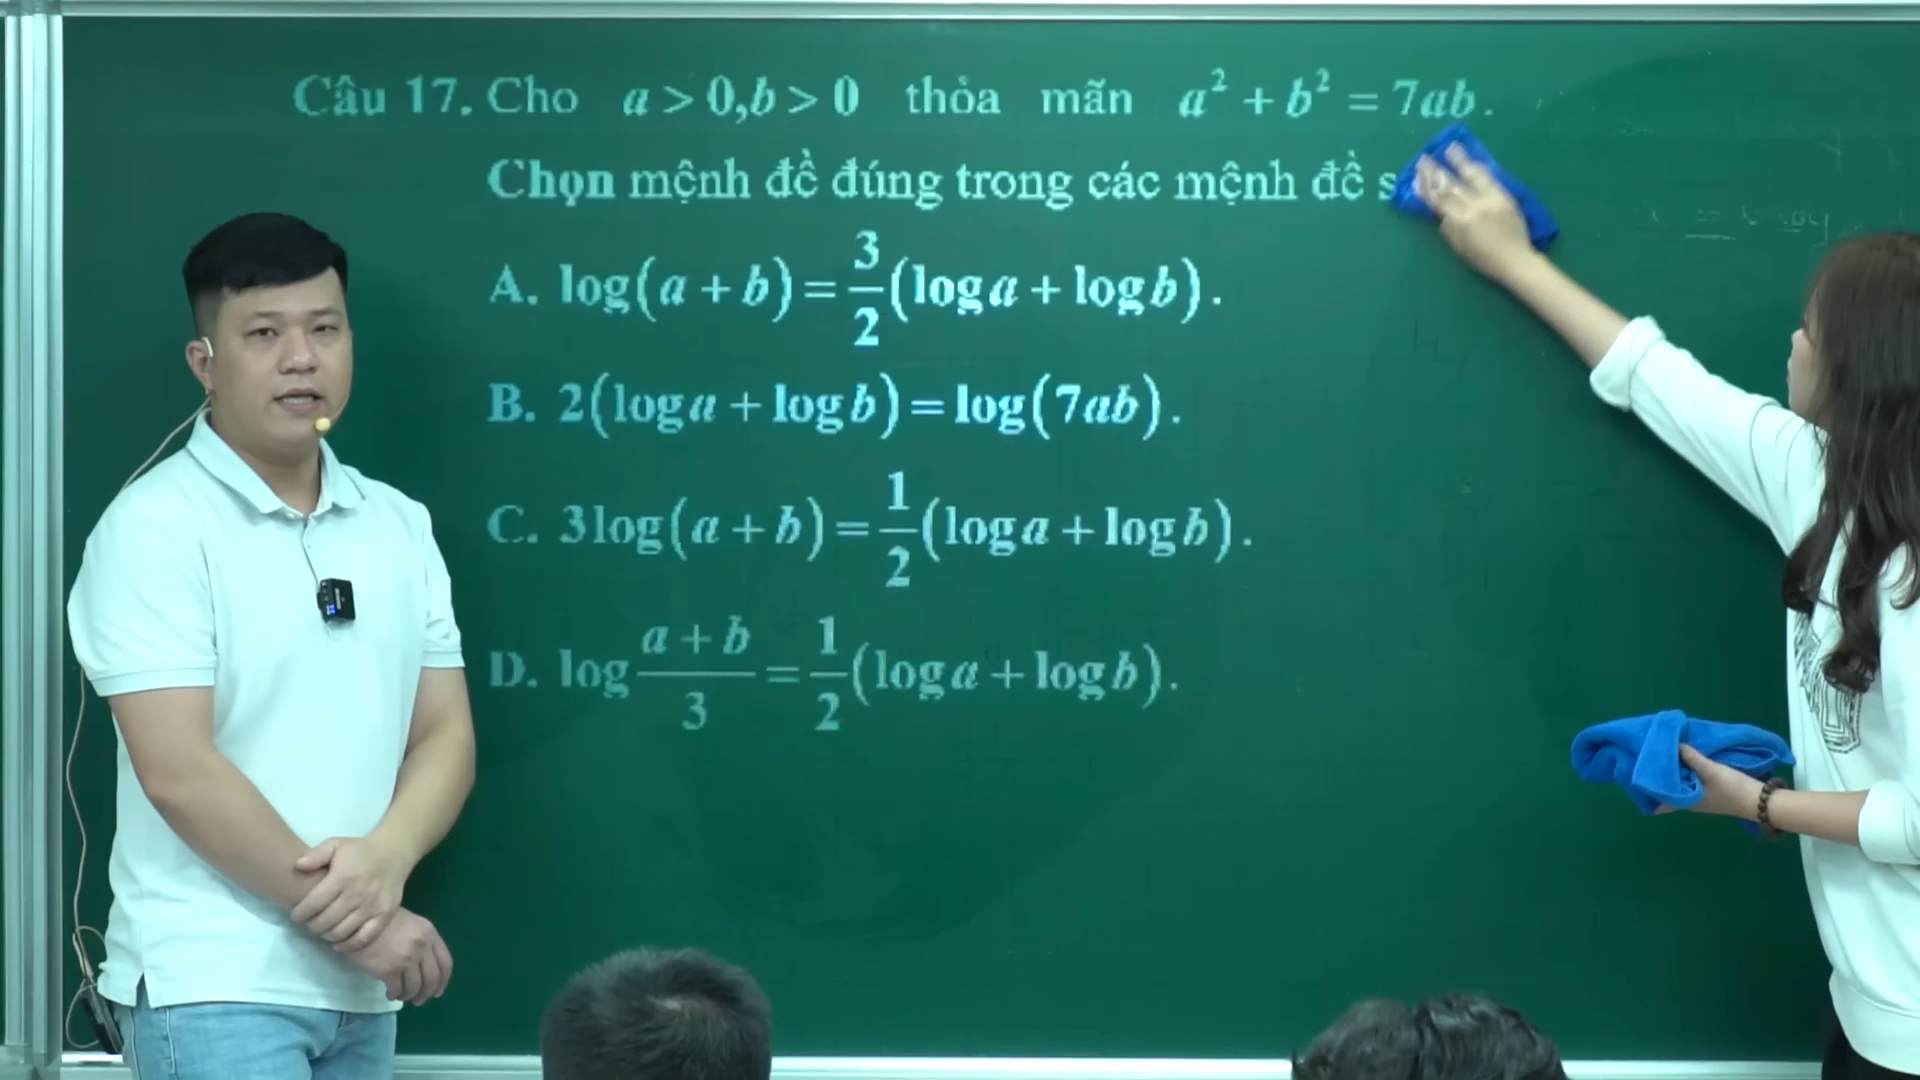 Câu 17. Cho a > 0, b > 0 thỏa mãn a² + b² = 7ab.
Chọn mệnh đề đúng trong các mệnh đề
A. log(a + b) = 3/2 (log a + log b).
B. 2(log a + log b) = log(7ab).
C. 3log(a + b) = 1/2 (log a + log b).
D. log (a + b)/3 = 1/2 (log a + log b).